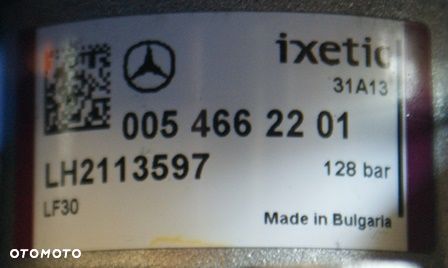 ixetic
31A13
005 466 22 01
LH2113597
128 bar
LF30
Made in Bulgaria
OTOMOTO